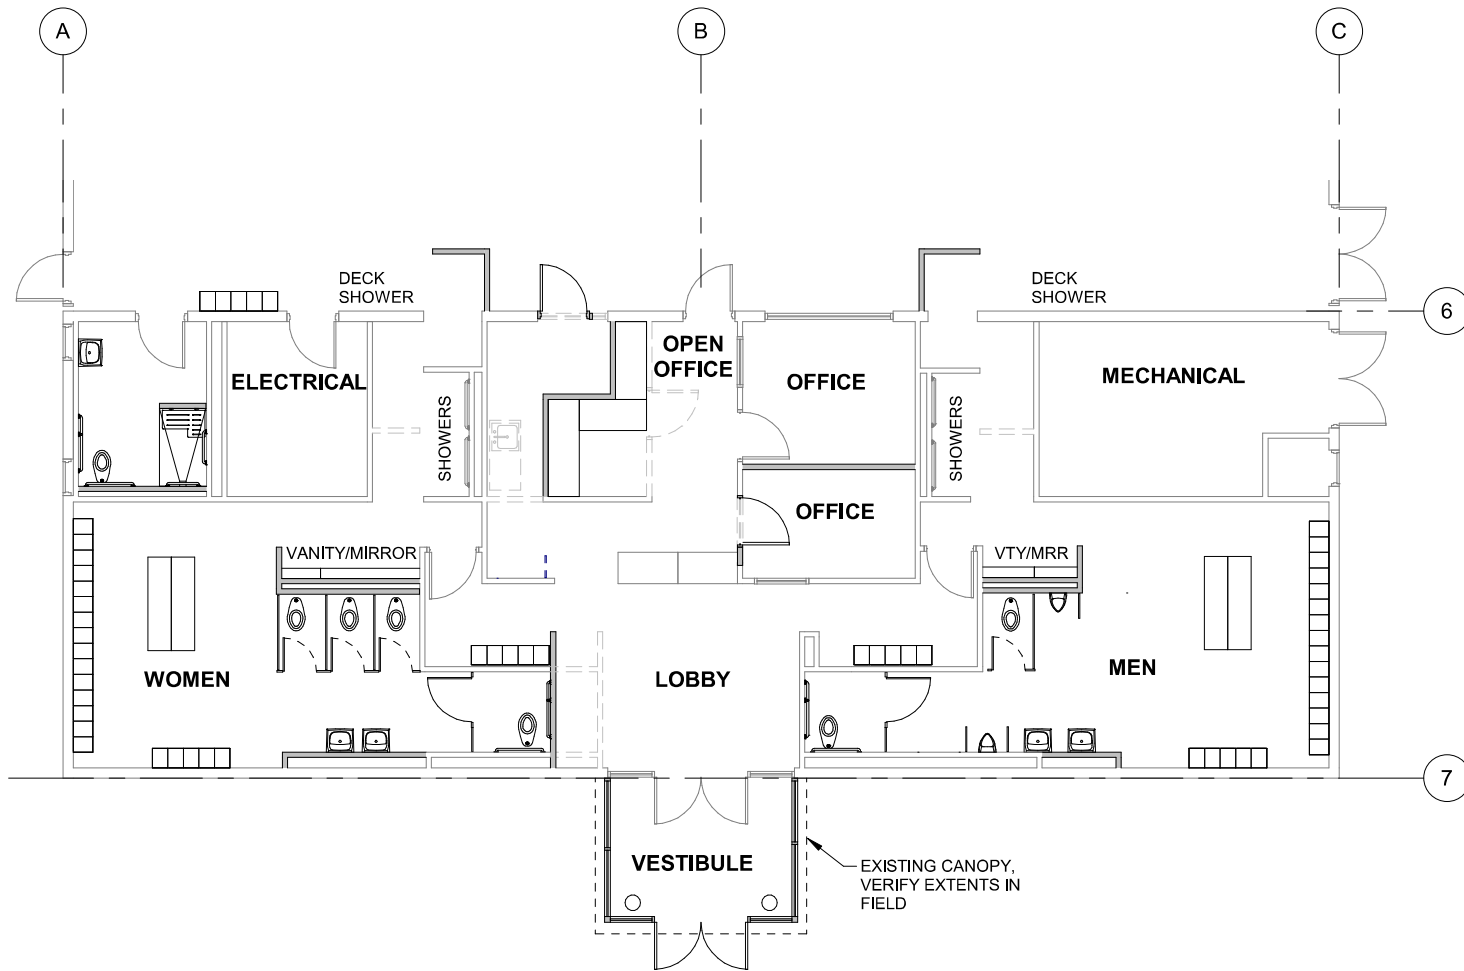 A
B
C
DECK
SHOWER
DECK
SHOWER
6
OPEN
OFFICE
ELECTRICAL
OFFICE
MECHANICAL
SHOWERS
SHOWERS
OFFICE
VANITY/MIRROR
VTY/MRR
WOMEN
LOBBY
MEN
7
VESTIBULE
EXISTING CANOPY,
VERIFY EXTENTS IN
FIELD